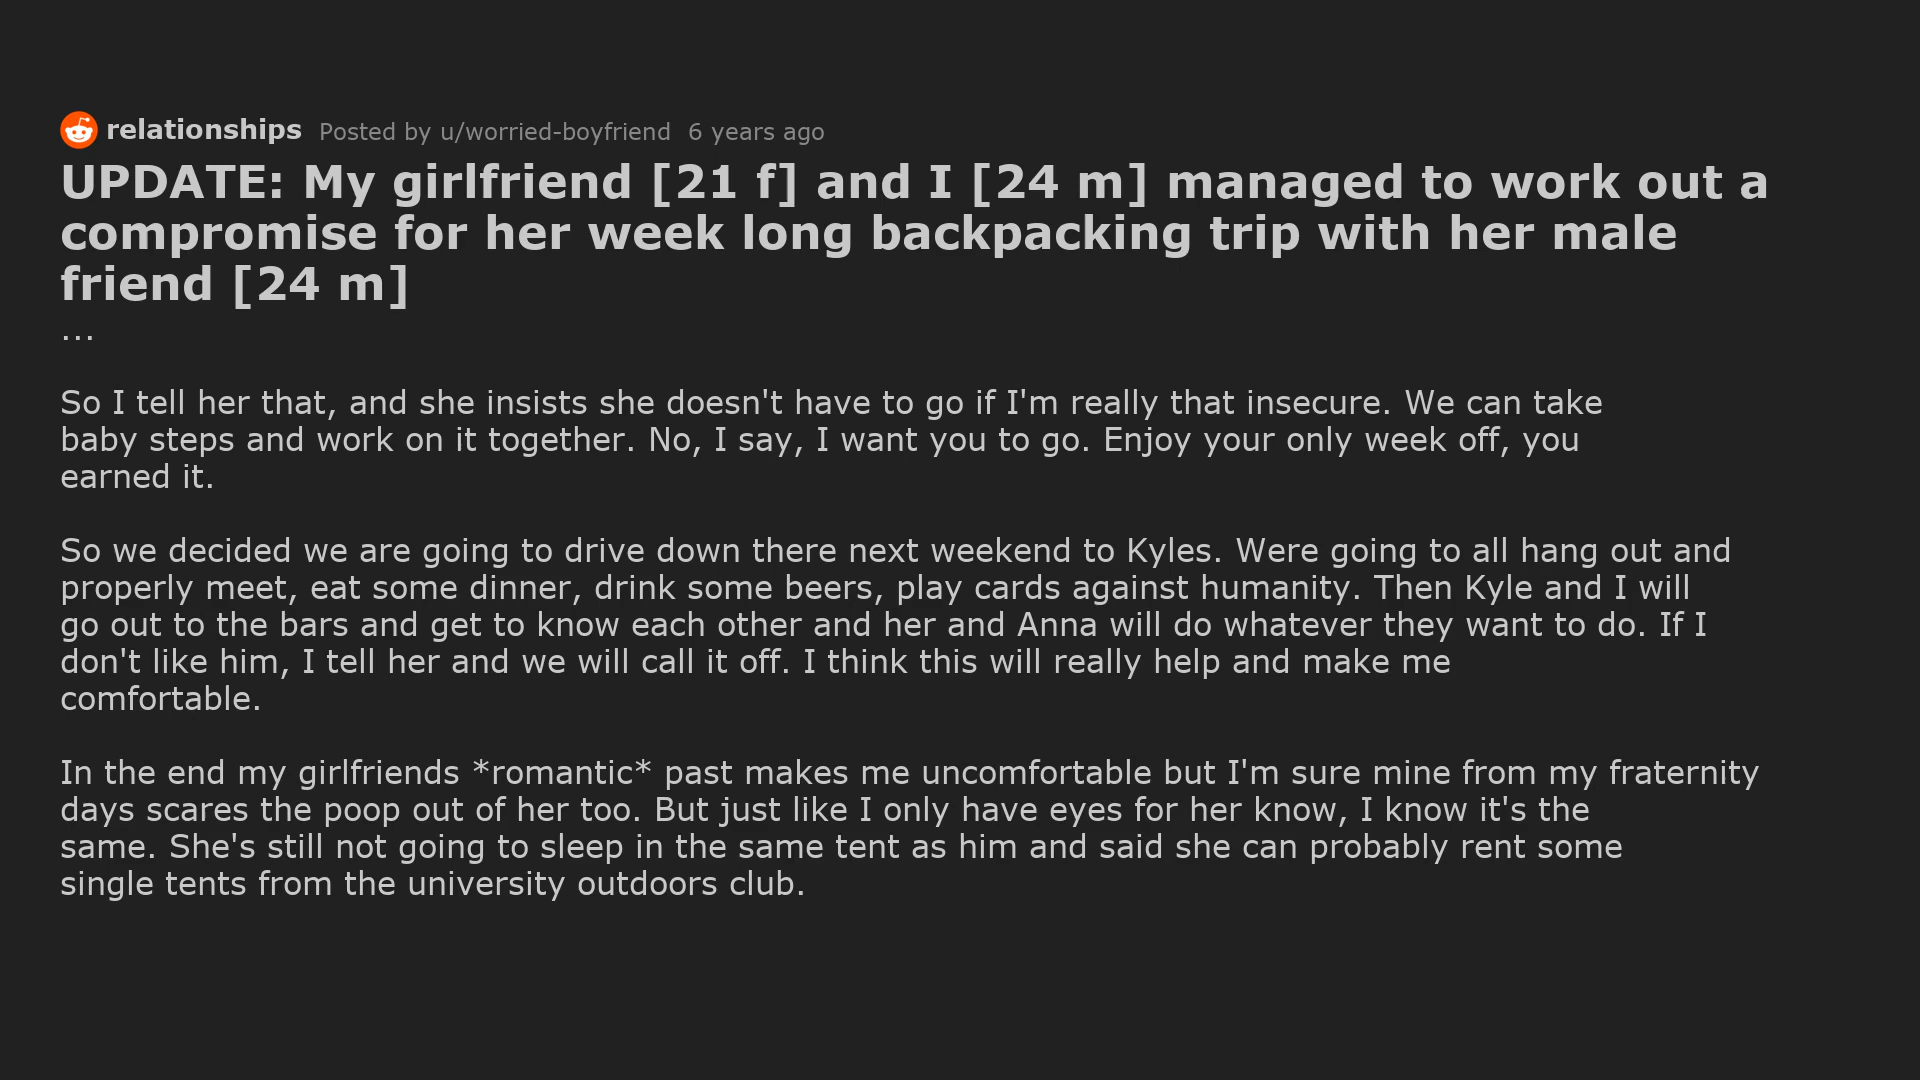 relationships Posted by u/worried-boyfriend 6 years ago
UPDATE: My girlfriend [21 f] and I [24 m] managed to work out a
compromise for her week long backpacking trip with her male
friend [24 m]
...
So I tell her that, and she insists she doesn't have to go if I'm really that insecure. We can take
baby steps and work on it together. No, I say, I want you to go. Enjoy your only week off, you
earned it.
So we decided we are going to drive down there next weekend to Kyles. Were going to all hang out and
properly meet, eat some dinner, drink some beers, play cards against humanity. Then Kyle and I will
go out to the bars and get to know each other and her and Anna will do whatever they want to do. If I
don't like him, I tell her and we will call it off. I think this will really help and make me
comfortable.
In the end my girlfriends *romantic* past makes me uncomfortable but I'm sure mine from my fraternity
days scares the poop out of her too. But just like I only have eyes for her know, I know it's the
same. She's still not going to sleep in the same tent as him and said she can probably rent some
single tents from the university outdoors club.